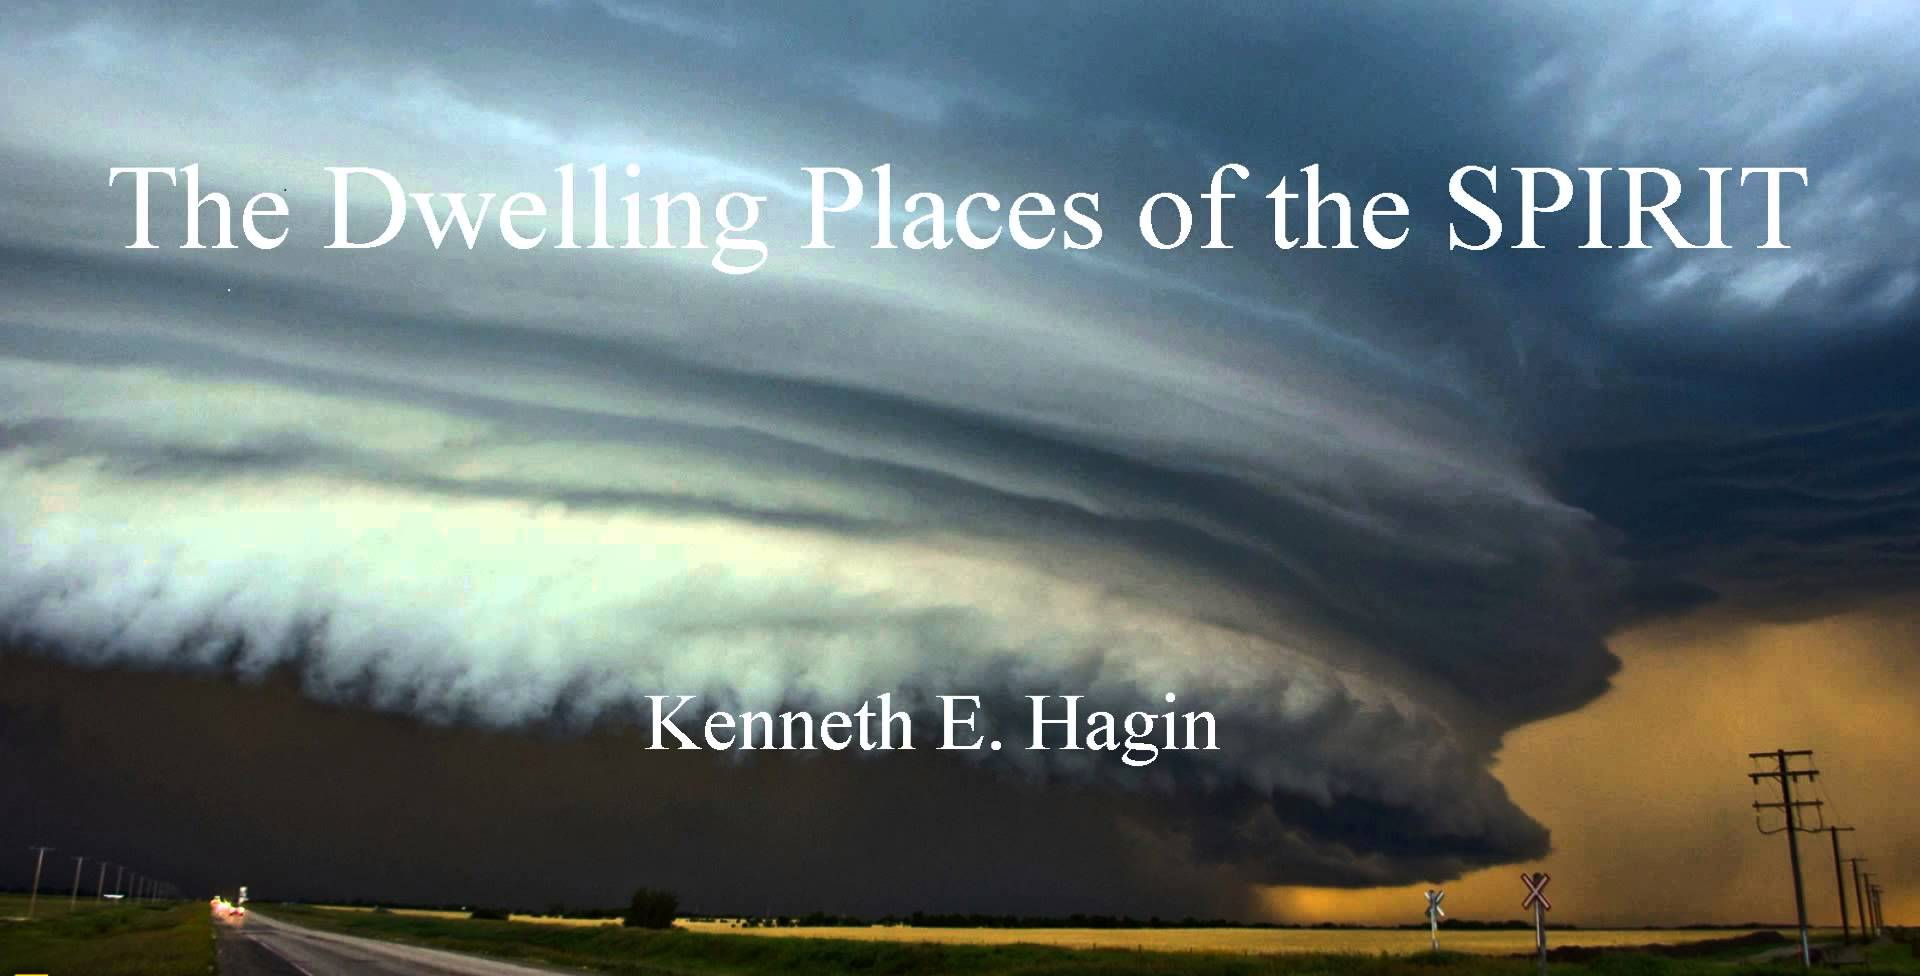 The Dwelling Places of the SPIRIT
Kenneth E. Hagin